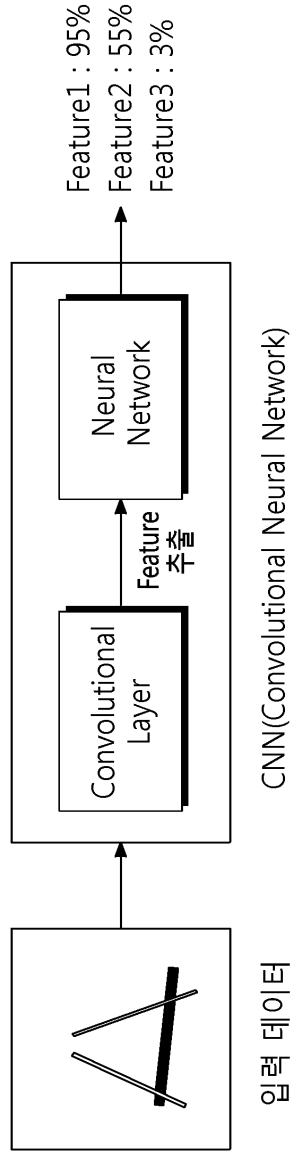 입력 데이터
Convolutional
Layer
Feature
추출
Neural
Network
CNN(Convolutional Neural Network)
Feature1 : 95%
Feature2 : 55%
Feature3 : 3%